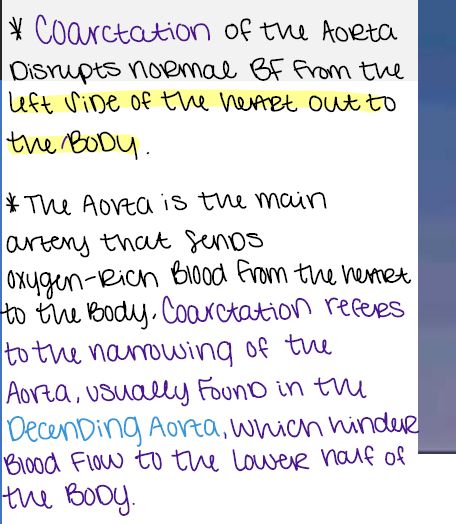 * Coarctation of the Aorta
Disrupts normal BF from the
left side of the heart out to
the BODY.
* The Aorta is the main
artery that sends
oxygen-Rich Blood from the heart
to the Body. Coarctation refers
to the narrowing of the
Aorta, usually Found in the
Decending Aorta, which hinder
Blood Flow to the lower half of
the BODY.